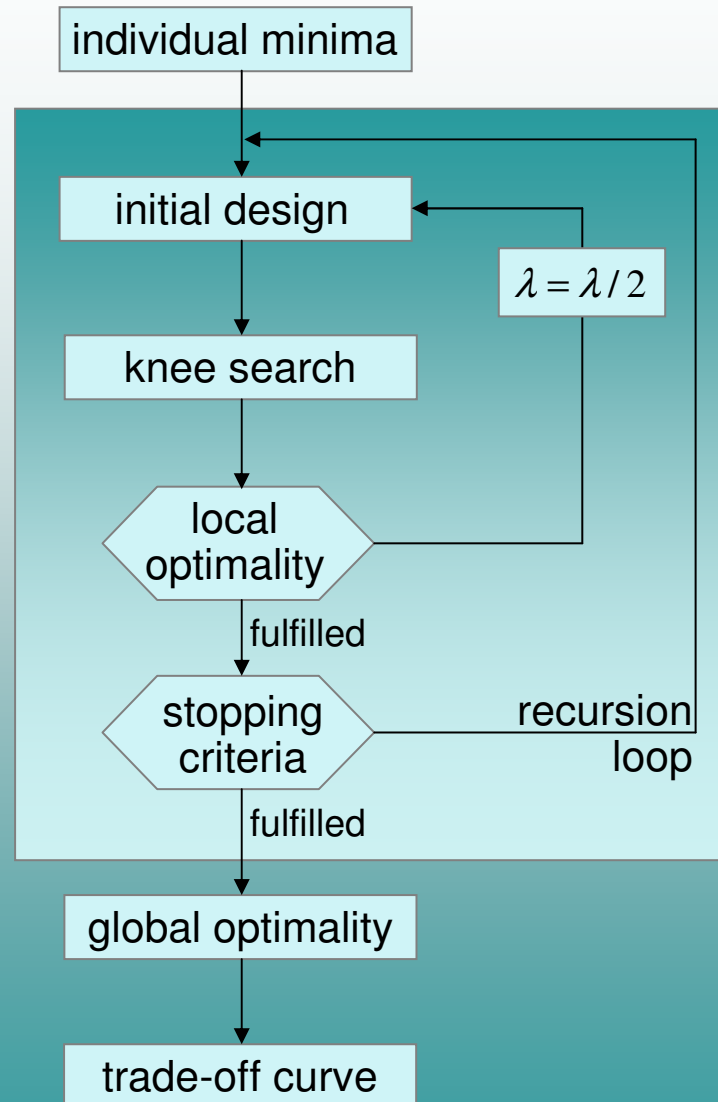 individual minima
initial design
λ = λ / 2
knee search
local
optimality
fulfilled
stopping
criteria
recursion
loop
fulfilled
global optimality
trade-off curve